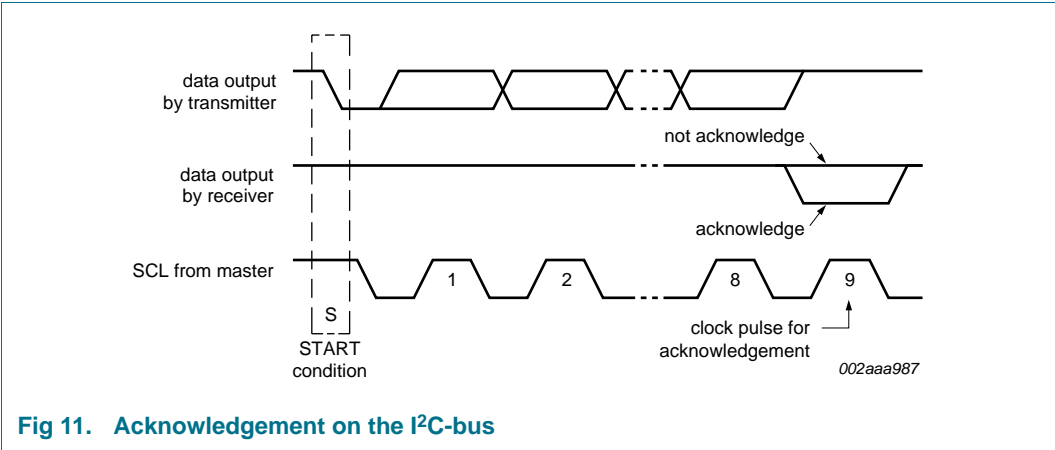 data output
by transmitter
not acknowledge
data output
by receiver
acknowledge
SCL from master
1
2
8
9
S
START
condition
clock pulse for
acknowledgement
002aaa987
Fig 11. Acknowledgement on the I²C-bus